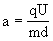 a = qU/md